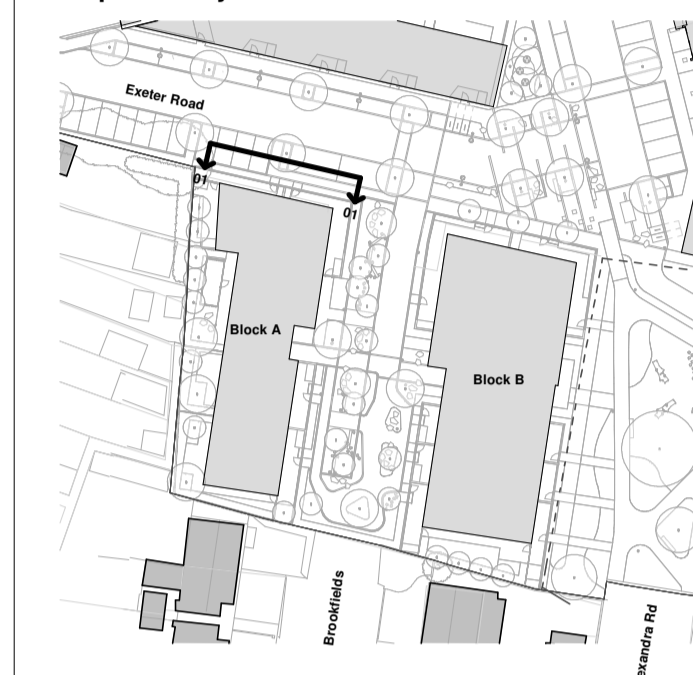 Exeter Road
01
01
Block A
Block B
Brookfields
exandra Rd